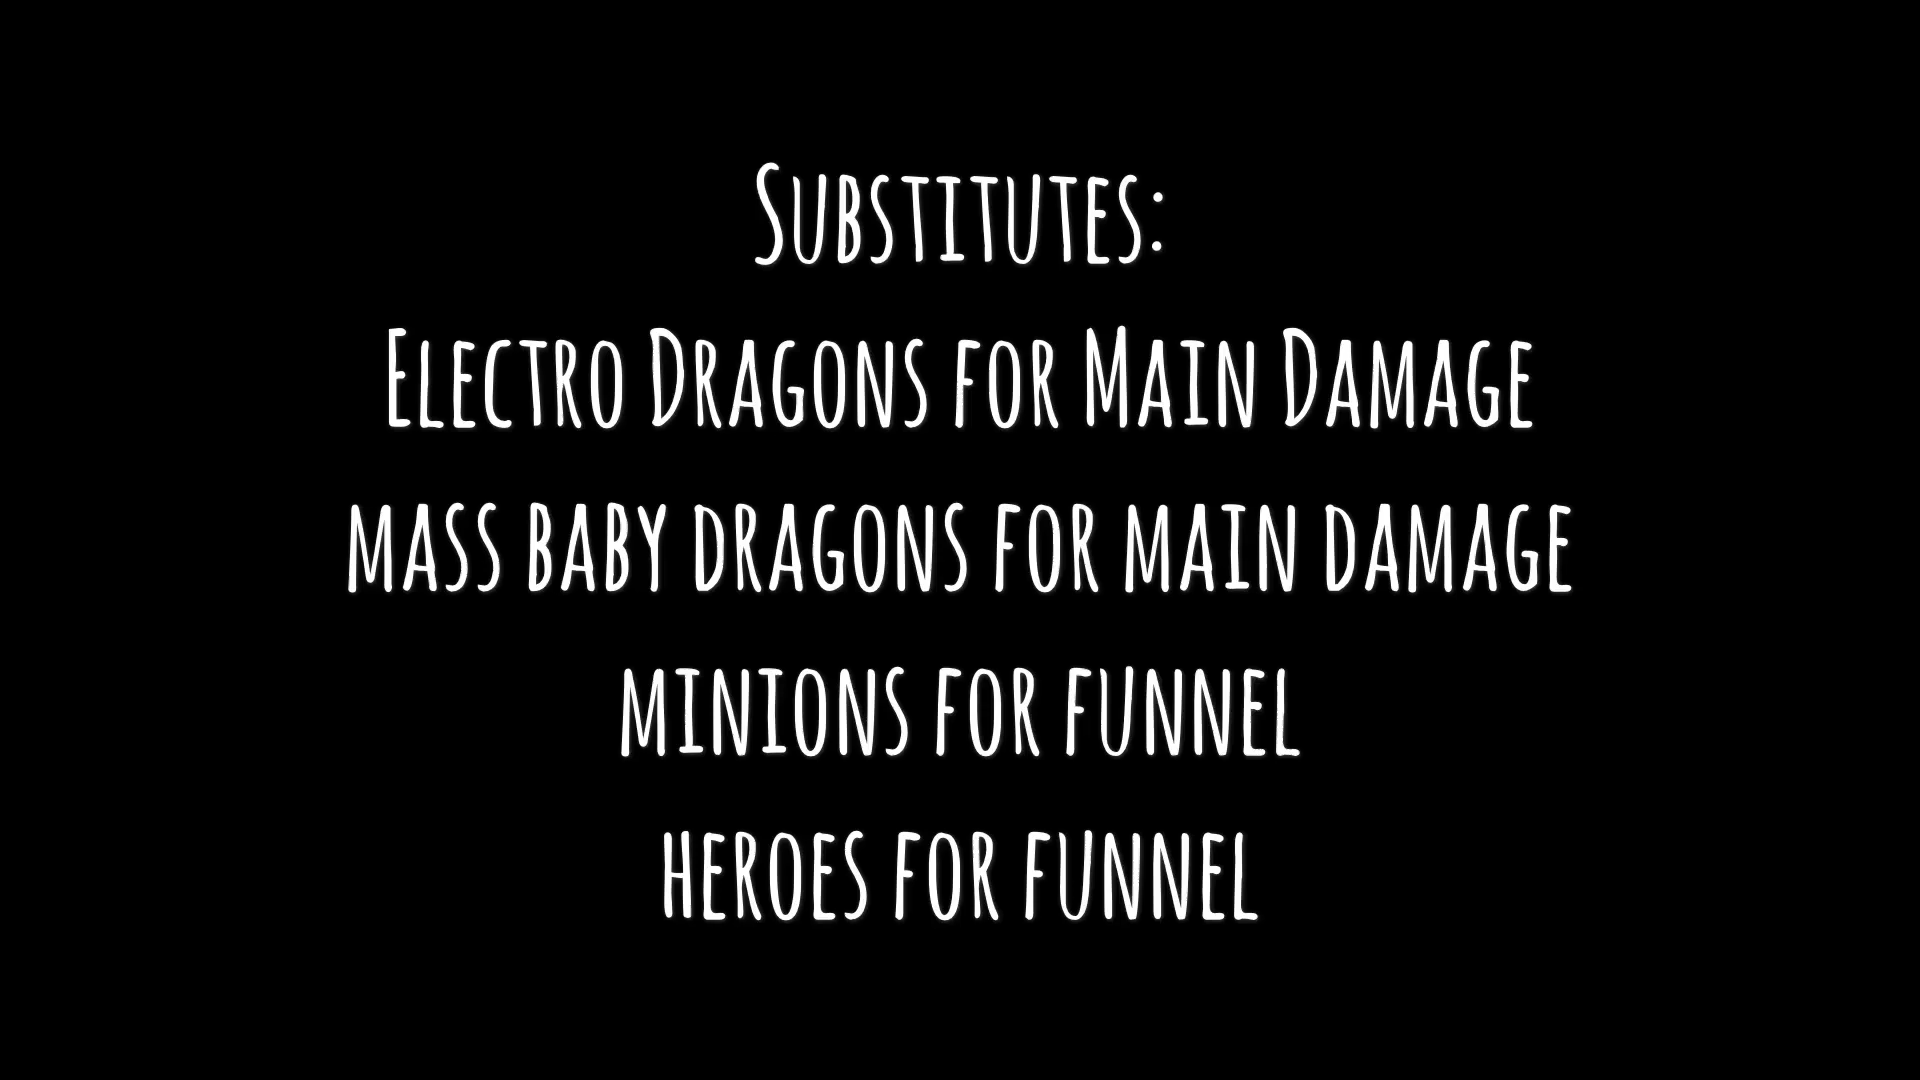 Substitutes:
Electro Dragons for Main Damage
mass baby dragons for main damage
minions for funnel
heroes for funnel